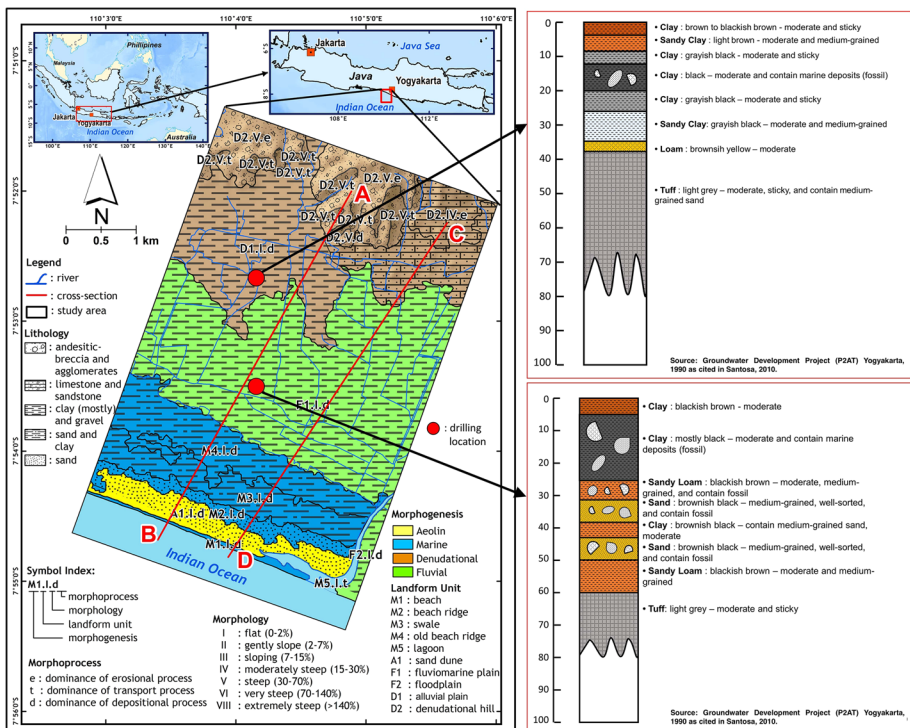 110°3'0"E
110°4'0"E
110°5'0"E
110°6'0"E
7°51'0"S
7°52'0"S
7°53'0"S
7°54'0"S
7°55'0"S
7°56'0"S
Phillipines
Malaysia
Jakarta
Yogyakarta
Indian Ocean
Australia
100°E
110°E
120°E
130°E
140°E
Jakarta
Java Sea
Java
Yogyakarta
Indian Ocean
108°E
111°E
6°S
8°S
N
0 0.5 1 km
Legend
: river
: cross-section
: study area
Lithology
: andesitic-
breccia and
agglomerates
: limestone and
sandstone
: clay (mostly)
and gravel
: sand and
clay
: sand
D2.V.e
D2.V.t
D2.V.t
D2.V.t
D2.V.t
D2.V.e
D2.V.t
D2.V.t
D2.V.t
D2.V.t
D2.IV.e
D2.V.d
D1.I.d
F1.I.d
M4.I.d
M3.I.d
M2.I.d
A1.I.d
M1.I.d
F2.I.d
M5.I.t
A
B
C
D
Indian Ocean
: drilling
location
Morphogenesis
Aeolin
Marine
Denudational
Fluvial
Landform Unit
M1 : beach
M2 : beach ridge
M3 : swale
M4 : old beach ridge
M5 : lagoon
A1 : sand dune
F1 : fluviomarine plain
F2 : floodplain
D1 : alluvial plain
D2 : denudational hill
Symbol Index:
M1.I.d
morphoprocess
morphology
landform unit
morphogenesis
Morphoprocess
e : dominance of erosional process
t : dominance of transport process
d : dominance of depositional process
Morphology
I : flat (0-2%)
II : gently slope (2-7%)
III : sloping (7-15%)
IV : moderately steep (15-30%)
V : steep (30-70%)
VI : very steep (70-140%)
VIII : extremely steep (>140%)
0
10
20
30
40
50
60
70
80
90
100
• Clay : brown to blackish brown - moderate and sticky
• Sandy Clay : light brown - moderate and medium-grained
• Clay : grayish black - moderate and sticky
• Clay : black – moderate and contain marine deposits (fossil)
• Clay : grayish black – moderate and sticky
• Sandy Clay: grayish black – moderate and medium-grained
• Loam : brownsih yellow – moderate
• Tuff : light grey – moderate, sticky, and contain medium-
grained sand
Source: Groundwater Development Project (P2AT) Yogyakarta,
1990 as cited in Santosa, 2010.
0
10
20
30
40
50
60
70
80
90
100
• Clay : blackish brown - moderate
• Clay : mostly black – moderate and contain marine
deposits (fossil)
• Sandy Loam : blackish brown – moderate, medium-
grained, and contain fossil
• Sand : brownish black – medium-grained, well-sorted,
and contain fossil
• Clay : brownish black – contain medium-grained sand,
moderate
• Sand : brownish black – medium-grained, well-sorted,
and contain fossil
• Sandy Loam : blackish brown – moderate and medium-
grained
• Tuff: light grey – moderate and sticky
Source: Groundwater Development Project (P2AT) Yogyakarta,
1990 as cited in Santosa, 2010.